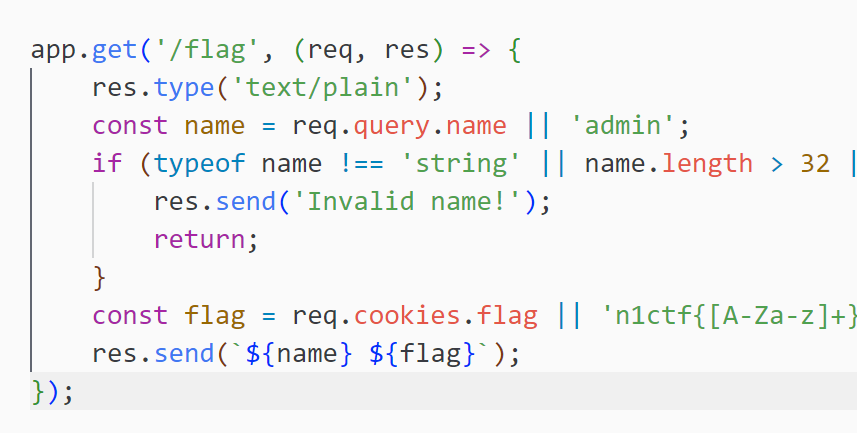 app.get('/flag', (req, res) => {
    res.type('text/plain');
    const name = req.query.name || 'admin';
    if (typeof name !== 'string' || name.length > 32 |
        res.send('Invalid name!');
        return;
    }
    const flag = req.cookies.flag || 'n1ctf{[A-Za-z]+}
    res.send(`${name} ${flag}`);
});